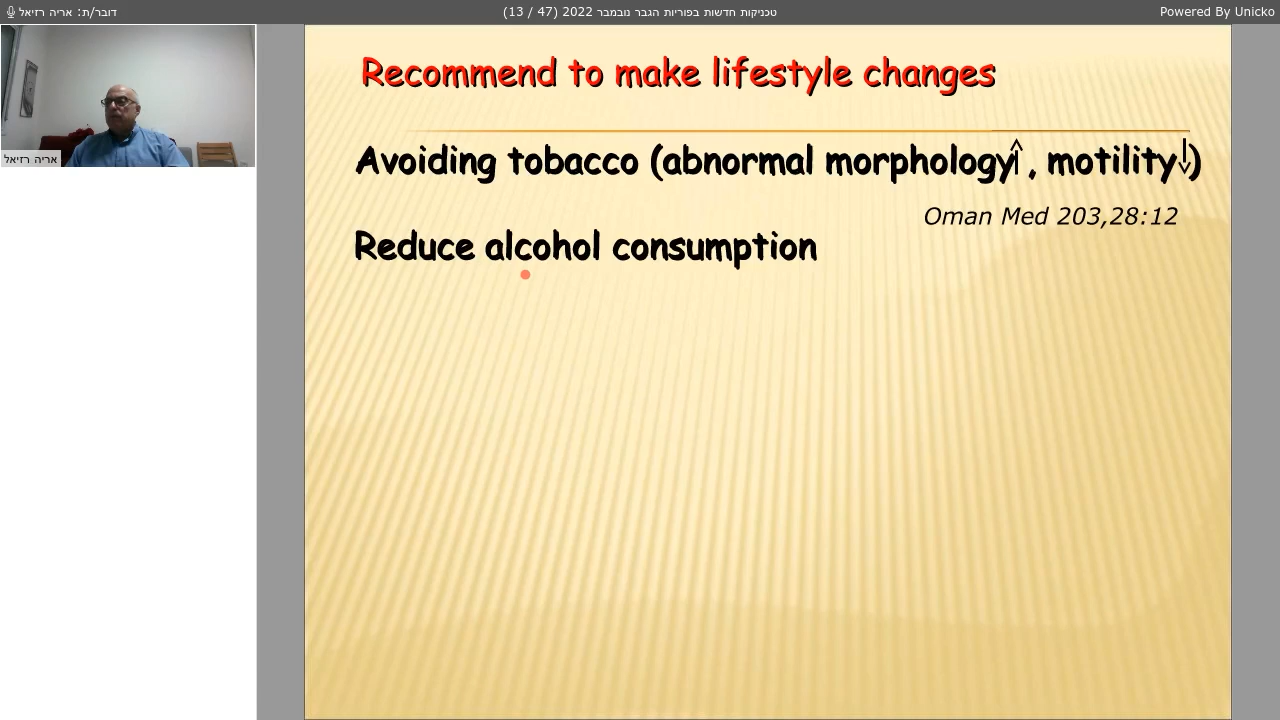 דובר/ת: אריה רזיאל
טכניקות חדשות בפוריות הגבר נובמבר 2022 (47 / 13)
Powered By Unicko
אריה רזיאל
Recommend to make lifestyle changes
Avoiding tobacco (abnormal morphology↑, motility↓)
Oman Med 203,28:12
Reduce alcohol consumption